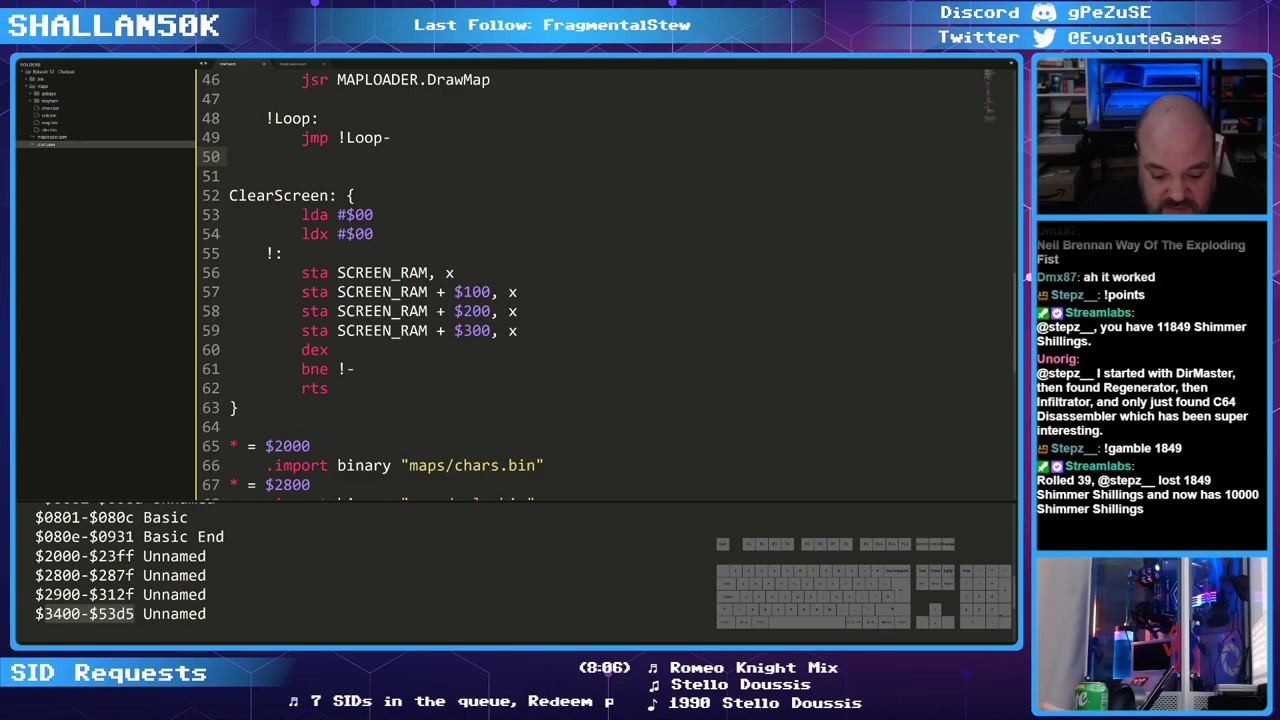 SHALLAN50K
Last Follow: FragmentalStew
Discord gPeZuSE
Twitter @EvoluteGames
FOLDERS
maps
46 jsr MAPLOADER.DrawMap
47
48 !Loop:
49 jmp !Loop-
50
51
52 ClearScreen: {
53 lda #$00
54 ldx #$00
55 !:
56 sta SCREEN_RAM, x
57 sta SCREEN_RAM + $100, x
58 sta SCREEN_RAM + $200, x
59 sta SCREEN_RAM + $300, x
60 dex
61 bne !-
62 rts
63 }
64
65 * = $2000
66 .import binary "maps/chars.bin"
67 * = $2800
$0801-$080c Basic
$080e-$0931 Basic End
$2000-$23ff Unnamed
$2800-$287f Unnamed
$2900-$312f Unnamed
$3400-$53d5 Unnamed
Dmx87:
Neil Brennan Way Of The Exploding
Fist
Dmx87: ah it worked
Stepz__: !points
Streamlabs:
@stepz__, you have 11849 Shimmer
Shillings.
Unorig:
@stepz__ I started with DirMaster,
then found Regenerator, then
Infiltrator, and only just found C64
Disassembler which has been super
interesting.
Stepz__: !gamble 1849
Streamlabs:
Rolled 39, @stepz__ lost 1849
Shimmer Shillings and now has 10000
Shimmer Shillings
SID Requests
(8:06) ♬ Romeo Knight Mix
♫ Stello Doussis
♪ 1990 Stello Doussis
♬ 7 SIDs in the queue, Redeem